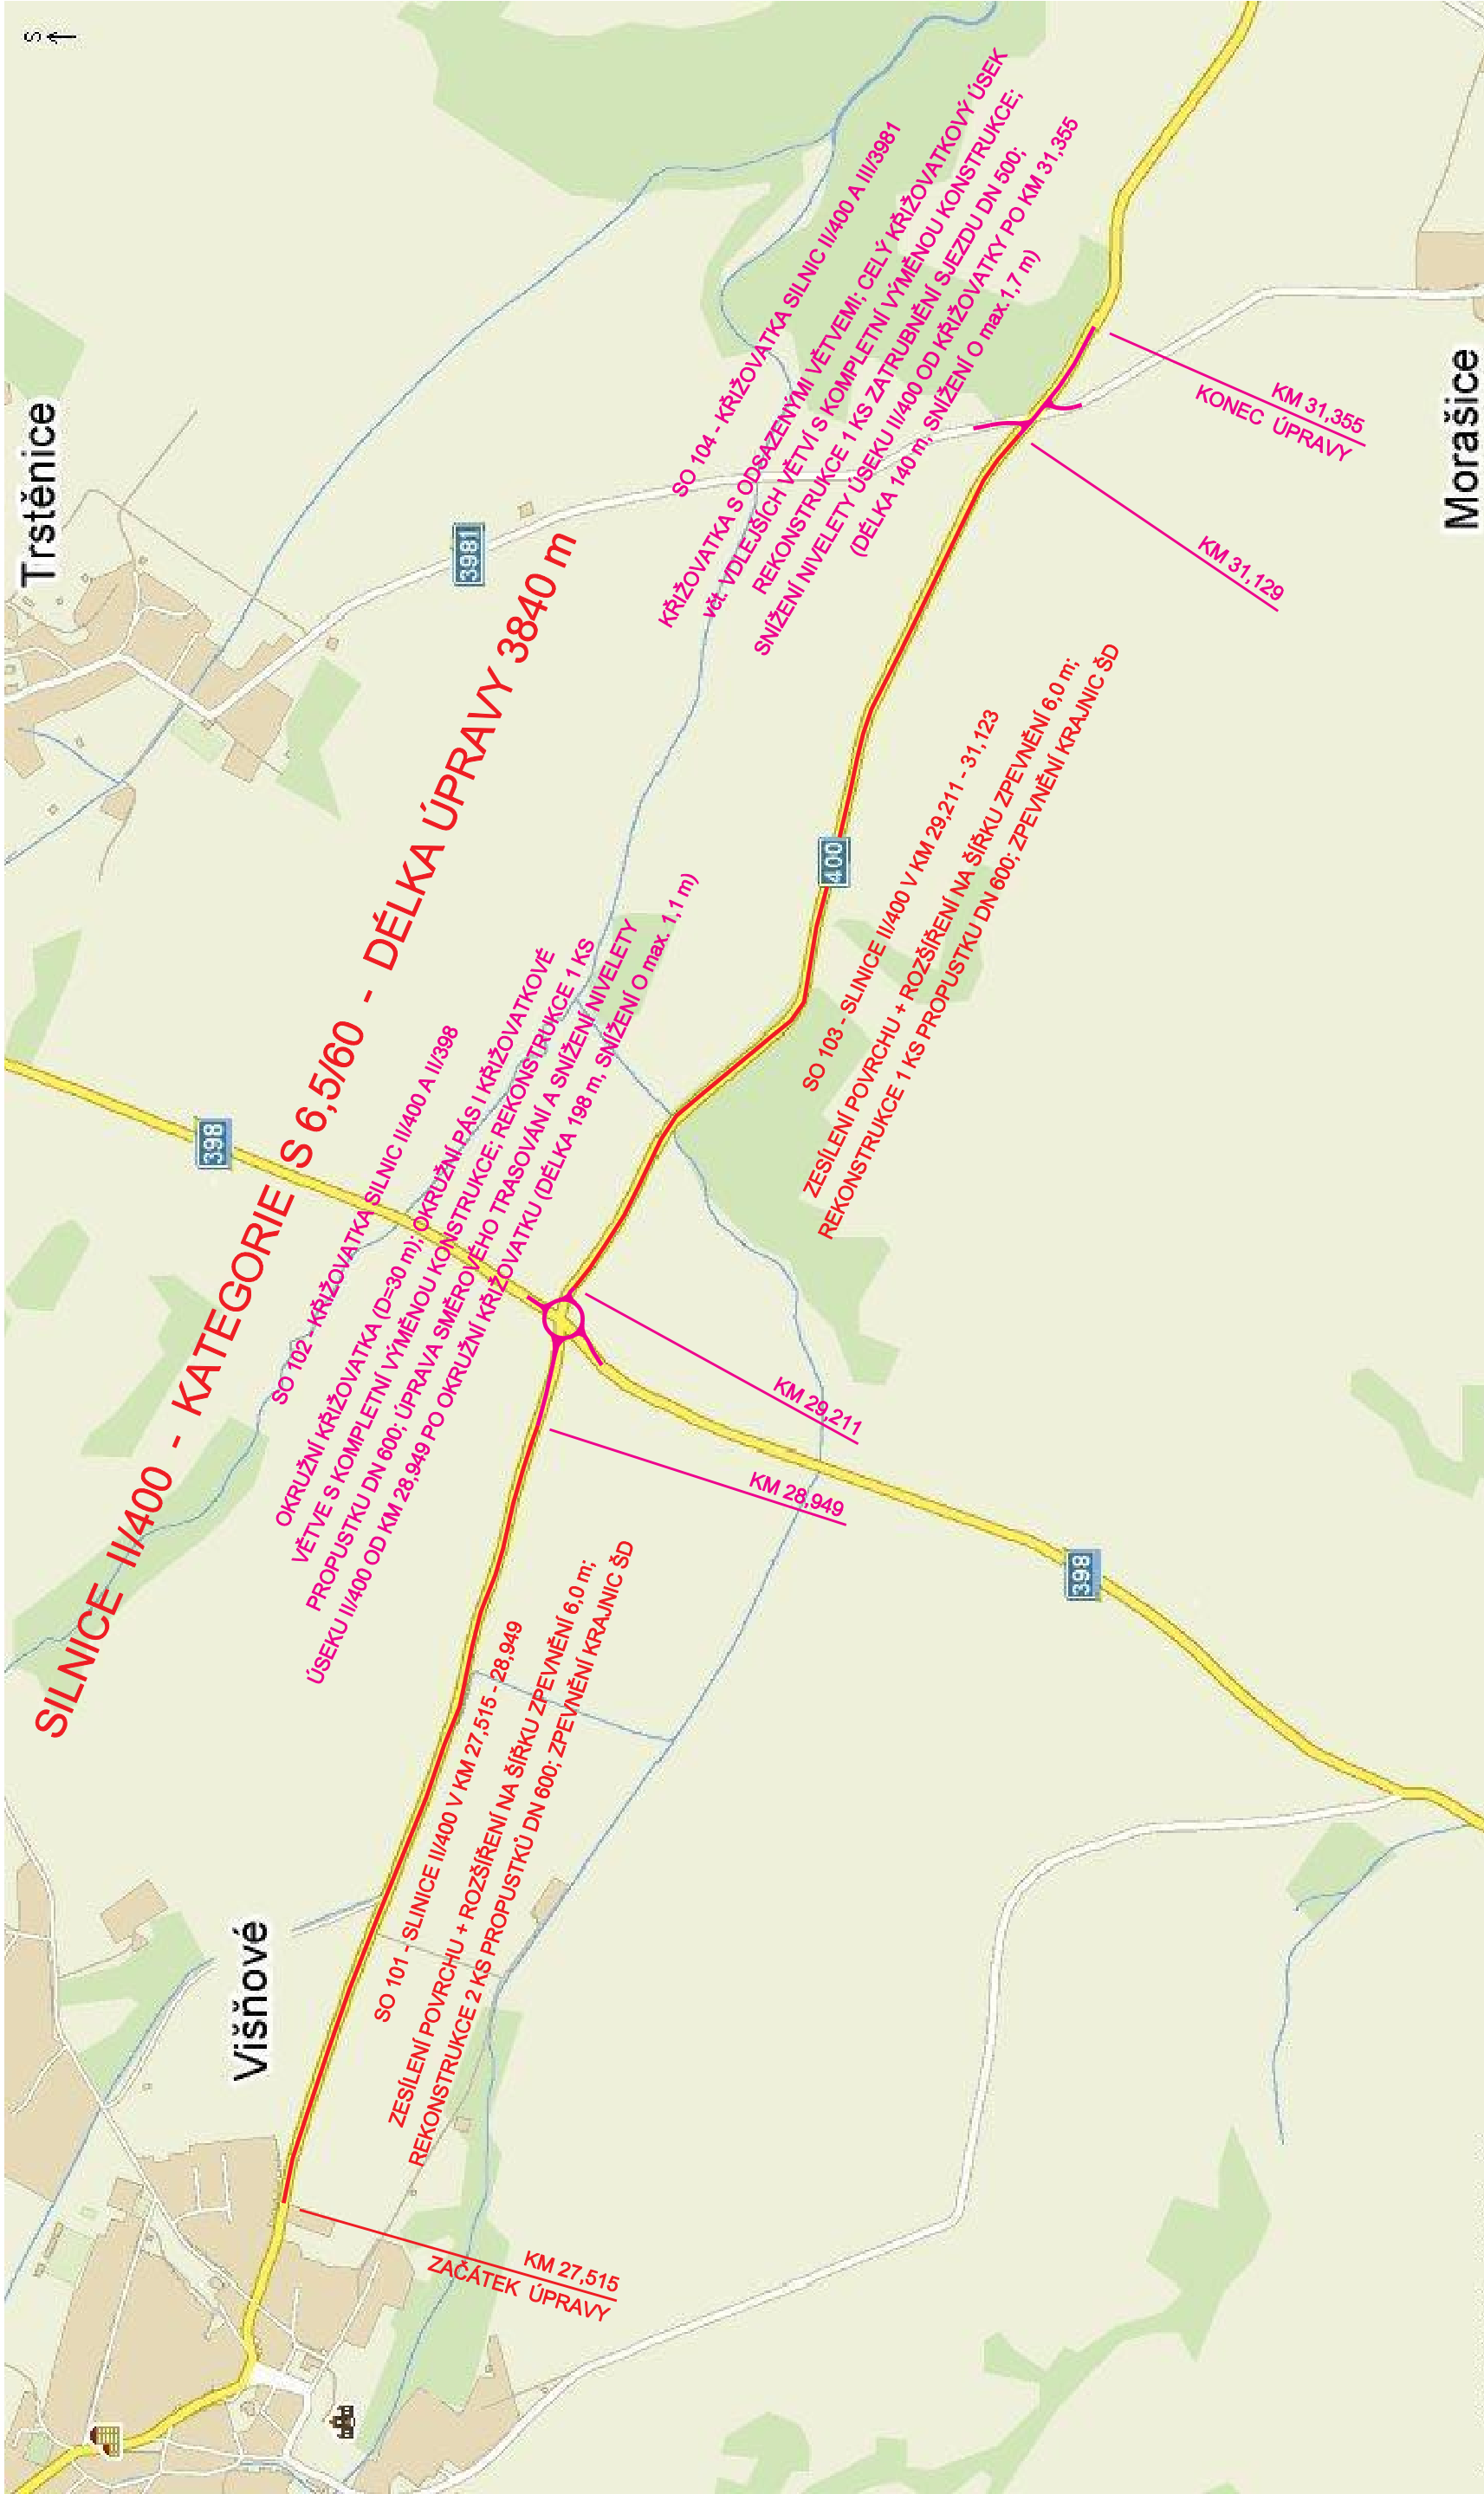 S
Trstěnice
Višňové
Morašice
SILNICE II/400 - KATEGORIE S 6,5/60 - DÉLKA ÚPRAVY 3840 m
398
3981
400
398
SO 102 - KŘIŽOVATKA SILNIC II/400 A II/398
OKRUŽNÍ KŘIŽOVATKA (D=30 m); OKRUŽNÍ PÁS I KŘIŽOVATKOVÉ
VĚTVE S KOMPLETNÍ VÝMĚNOU KONSTRUKCE; REKONSTRUKCE 1 KS
PROPUSTKU DN 600; ÚPRAVA SMĚROVÉHO TRASOVÁNÍ A SNÍŽENÍ NIVELETY
ÚSEKU II/400 OD KM 28,949 PO OKRUŽNÍ KŘIŽOVATKU (DÉLKA 198 m, SNÍŽENÍ O max. 1,1 m)
SO 104 - KŘIŽOVATKA SILNIC II/400 A III/3981
KŘIŽOVATKA S ODSAZENÝMI VĚTVEMI; CELÝ KŘIŽOVATKOVÝ ÚSEK
včt. VDLEJŠÍCH VĚTVÍ S KOMPLETNÍ VÝMĚNOU KONSTRUKCE;
REKONSTRUKCE 1 KS ZATRUBNĚNÍ SJEZDU DN 500;
SNÍŽENÍ NIVELETY ÚSEKU II/400 OD KŘIŽOVATKY PO KM 31,355
(DÉLKA 140 m, SNÍŽENÍ O max.1,7 m)
SO 101 - SLINICE II/400 V KM 27,515 - 28,949
ZESÍLENÍ POVRCHU + ROZŠÍŘENÍ NA ŠÍŘKU ZPEVNĚNÍ 6,0 m;
REKONSTRUKCE 2 KS PROPUSTKŮ DN 600; ZPEVNĚNÍ KRAJNIC ŠD
SO 103 - SLINICE II/400 V KM 29,211 - 31,123
ZESÍLENÍ POVRCHU + ROZŠÍŘENÍ NA ŠÍŘKU ZPEVNĚNÍ 6,0 m;
REKONSTRUKCE 1 KS PROPUSTKU DN 600; ZPEVNĚNÍ KRAJNIC ŠD
KM 27,515
ZAČÁTEK ÚPRAVY
KM 28,949
KM 29,211
KM 31,129
KM 31,355
KONEC ÚPRAVY